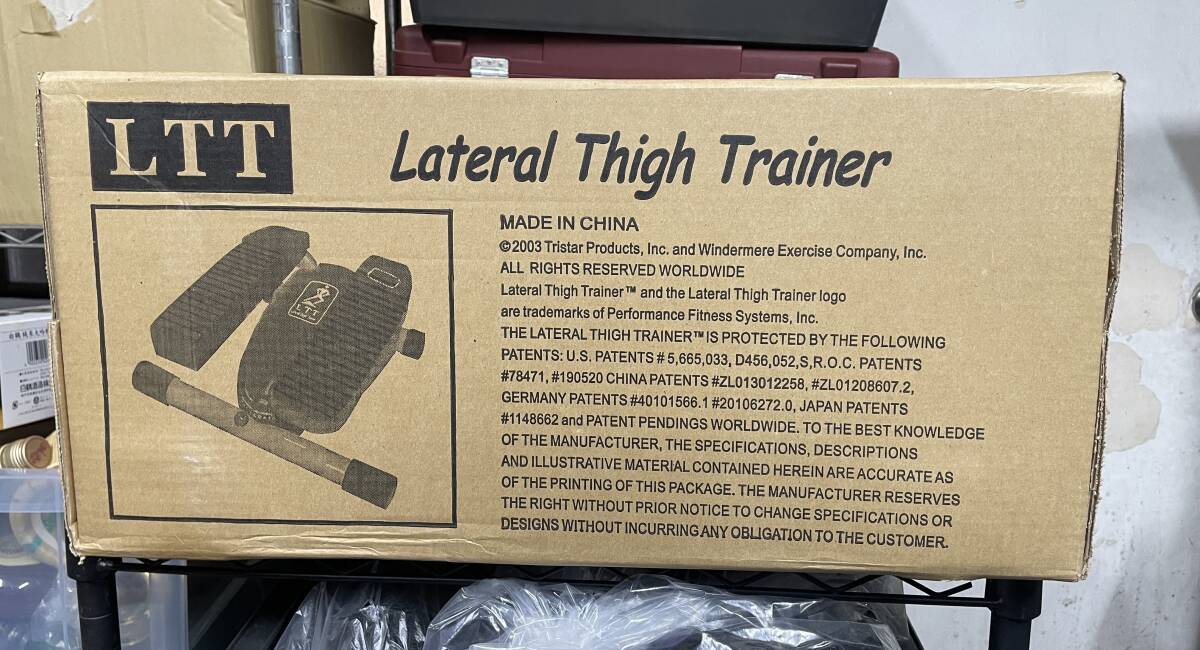 LTT
Lateral Thigh Trainer
LTT
MADE IN CHINA
©2003 Tristar Products, Inc. and Windermere Exercise Company, Inc.
ALL RIGHTS RESERVED WORLDWIDE
Lateral Thigh Trainer™ and the Lateral Thigh Trainer logo
are trademarks of Performance Fitness Systems, Inc.
THE LATERAL THIGH TRAINER™ IS PROTECTED BY THE FOLLOWING
PATENTS: U.S. PATENTS # 5,665,033, D456,052,S,R.O.C. PATENTS
#78471, #190520 CHINA PATENTS #ZL013012258, #ZL01208607.2,
GERMANY PATENTS #40101566.1 #20106272.0, JAPAN PATENTS
#1148662 and PATENT PENDINGS WORLDWIDE. TO THE BEST KNOWLEDGE
OF THE MANUFACTURER, THE SPECIFICATIONS, DESCRIPTIONS
AND ILLUSTRATIVE MATERIAL CONTAINED HEREIN ARE ACCURATE AS
OF THE PRINTING OF THIS PACKAGE. THE MANUFACTURER RESERVES
THE RIGHT WITHOUT PRIOR NOTICE TO CHANGE SPECIFICATIONS OR
DESIGNS WITHOUT INCURRING ANY OBLIGATION TO THE CUSTOMER.